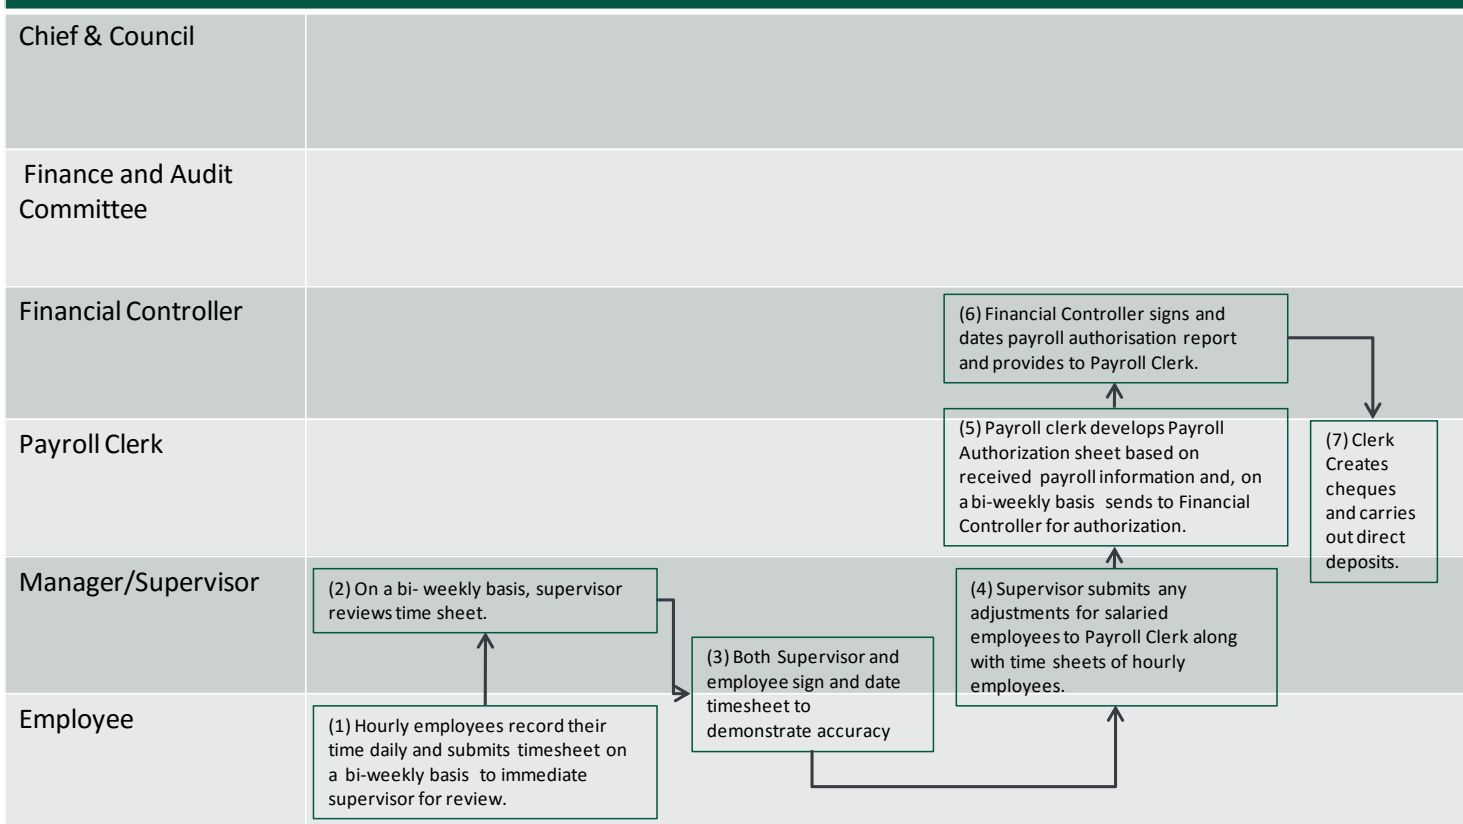 Chief & Council
Finance and Audit
Committee
Financial Controller
(6) Financial Controller signs and
dates payroll authorisation report
and provides to Payroll Clerk.
Payroll Clerk
(5) Payroll clerk develops Payroll
Authorization sheet based on
received payroll information and, on
a bi-weekly basis sends to Financial
Controller for authorization.
(7) Clerk
Creates
cheques
and carries
out direct
deposits.
Manager/Supervisor
(2) On a bi- weekly basis, supervisor
reviews time sheet.
(3) Both Supervisor and
employee sign and date
timesheet to
demonstrate accuracy
(4) Supervisor submits any
adjustments for salaried
employees to Payroll Clerk along
with time sheets of hourly
employees.
Employee
(1) Hourly employees record their
time daily and submits timesheet on
a bi-weekly basis to immediate
supervisor for review.